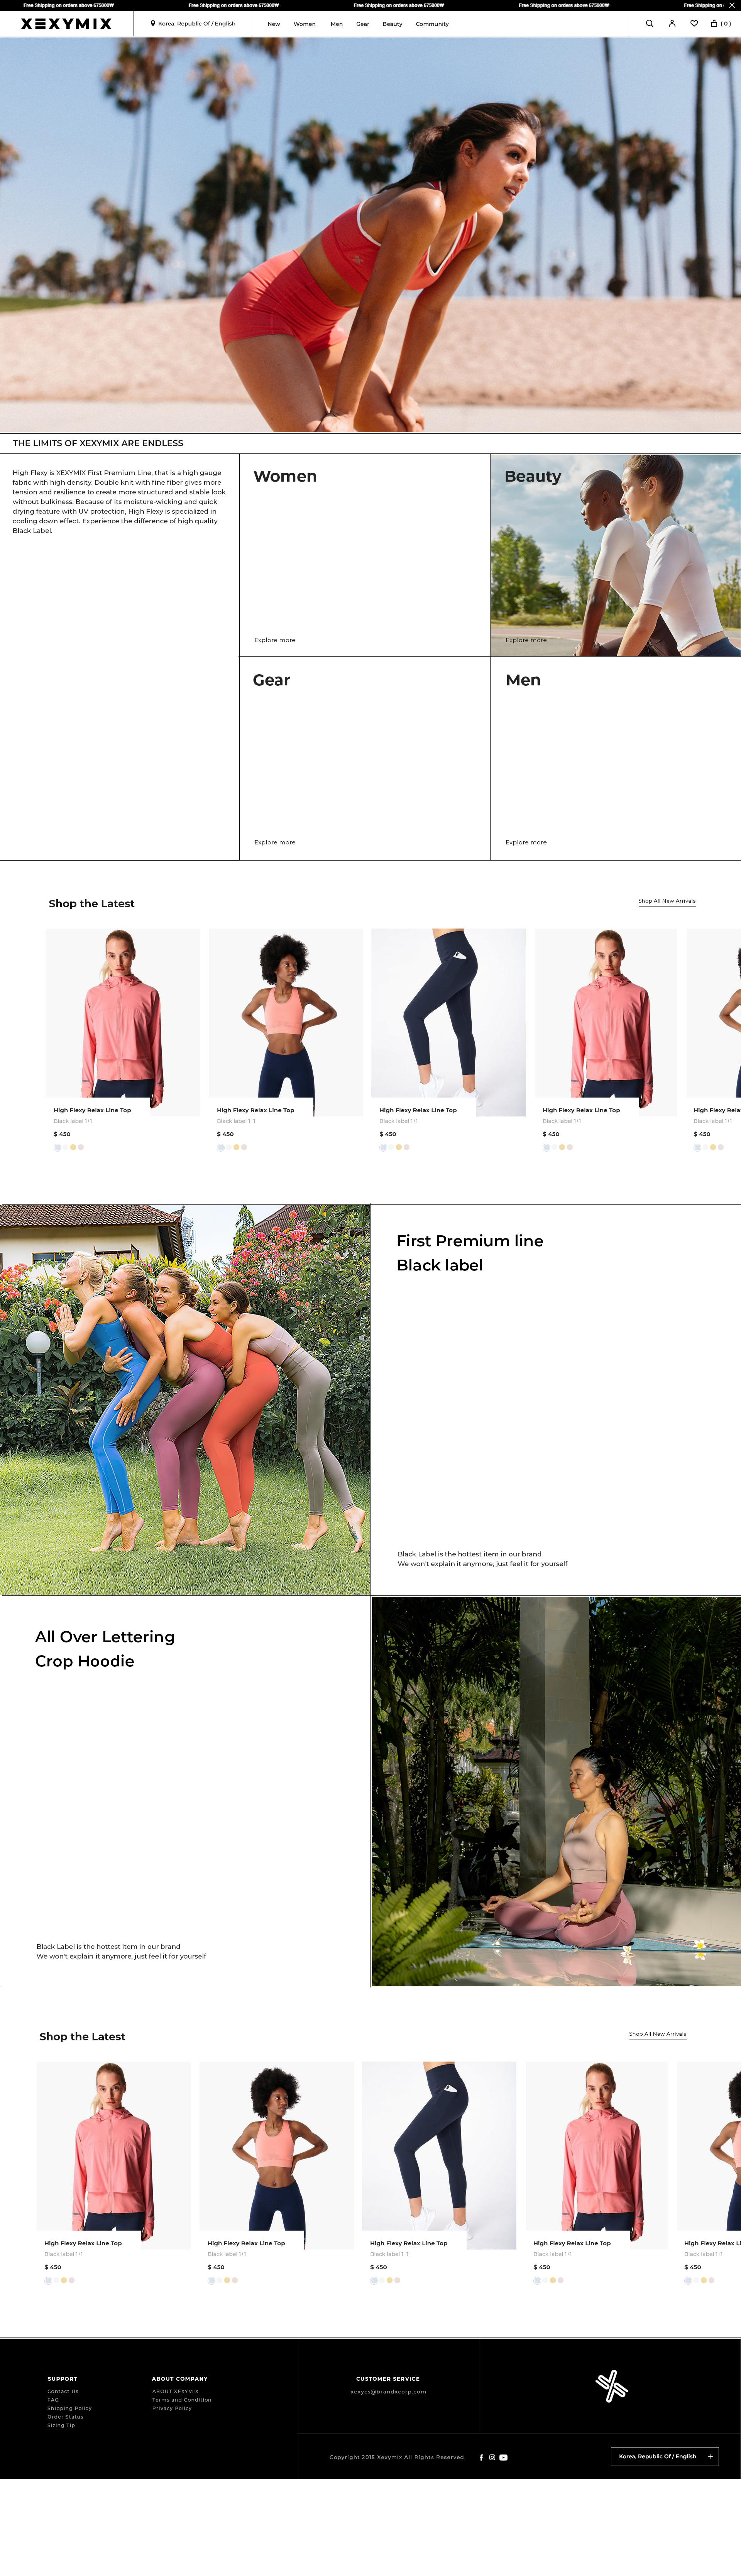 Free Shipping on orders above 675000₩ Free Shipping on orders above 675000₩ Free Shipping on orders above 675000₩ Free Shipping on orders above 675000₩ Free Shipping on
XEXYMIX Korea, Republic Of / English New Women Men Gear Beauty Community ( 0 )
THE LIMITS OF XEXYMIX ARE ENDLESS
High Flexy is XEXYMIX First Premium Line, that is a high gauge
fabric with high density. Double knit with fine fiber gives more
tension and resilience to create more structured and stable look
without bulkiness. Because of its moisture-wicking and quick
drying feature with UV protection, High Flexy is specialized in
cooling down effect. Experience the difference of high quality
Black Label.
Women
Explore more
Beauty
Explore more
Gear
Explore more
Men
Explore more
Shop the Latest
Shop All New Arrivals
High Flexy Relax Line Top
Black label 1+1
$ 450
High Flexy Relax Line Top
Black label 1+1
$ 450
High Flexy Relax Line Top
Black label 1+1
$ 450
High Flexy Relax Line Top
Black label 1+1
$ 450
High Flexy Rela
Black label 1+1
$ 450
First Premium line
Black label
Black Label is the hottest item in our brand
We won't explain it anymore, just feel it for yourself
All Over Lettering
Crop Hoodie
Black Label is the hottest item in our brand
We won't explain it anymore, just feel it for yourself
Shop the Latest
Shop All New Arrivals
High Flexy Relax Line Top
Black label 1+1
$ 450
High Flexy Relax Line Top
Black label 1+1
$ 450
High Flexy Relax Line Top
Black label 1+1
$ 450
High Flexy Relax Line Top
Black label 1+1
$ 450
High Flexy Relax Li
Black label 1+1
$ 450
SUPPORT
Contact Us
FAQ
Shipping Policy
Order Status
Sizing Tip
ABOUT COMPANY
ABOUT XEXYMIX
Terms and Condition
Privacy Policy
CUSTOMER SERVICE
xexycs@brandxcorp.com
Copyright 2015 Xexymix All Rights Reserved.
Korea, Republic Of / English